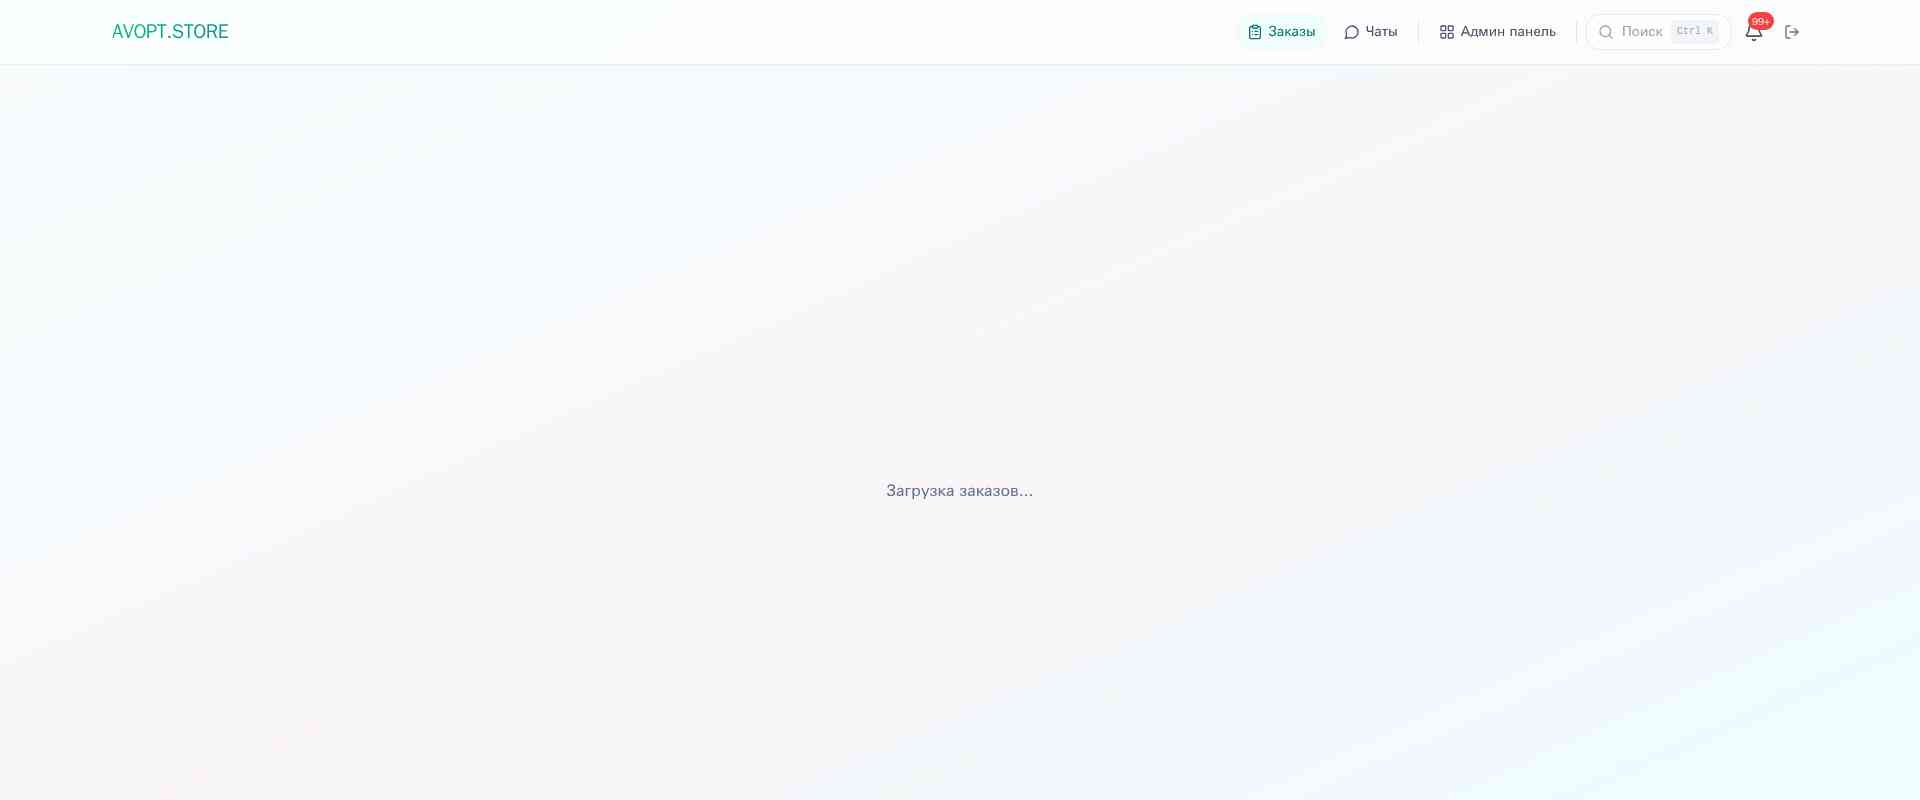 AVOPT.STORE
Заказы
Чаты
Админ панель
Поиск
Ctrl K
99+
Загрузка заказов...